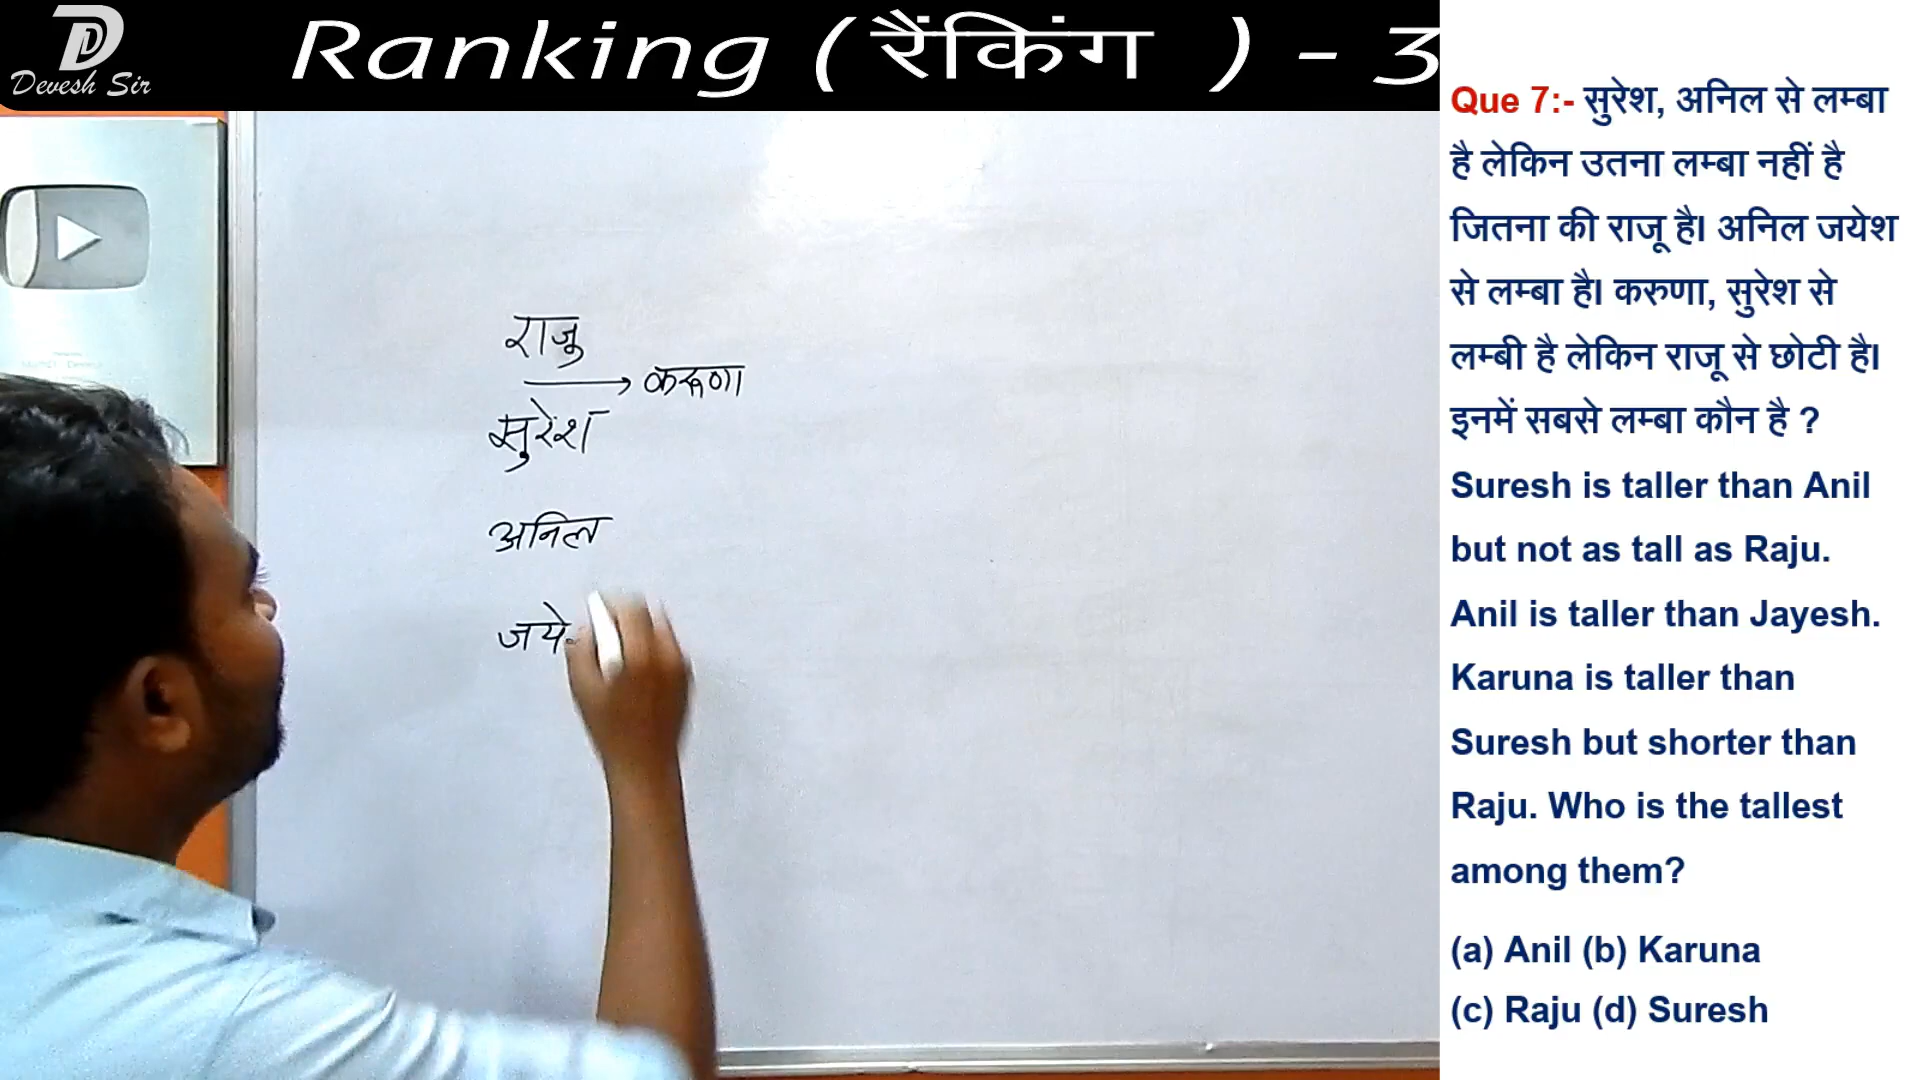 Devesh Sir
Ranking ( रैंकिंग ) - 3
Que 7:- सुरेश, अनिल से लम्बा
है लेकिन उतना लम्बा नहीं है
जितना की राजू है। अनिल जयेश
से लम्बा है। करुणा, सुरेश से
लम्बी है लेकिन राजू से छोटी है।
इनमें सबसे लम्बा कौन है ?
Suresh is taller than Anil
but not as tall as Raju.
Anil is taller than Jayesh.
Karuna is taller than
Suresh but shorter than
Raju. Who is the tallest
among them?
(a) Anil (b) Karuna
(c) Raju (d) Suresh
राजु
→ करूणा
सुरेश
अनिल
जये